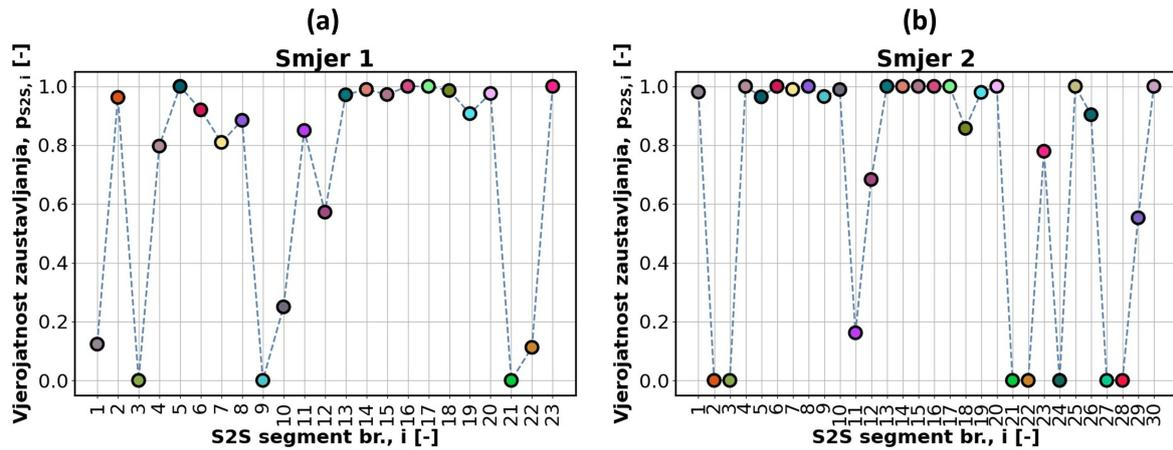 (a)
(b)
Smjer 1
Smjer 2
Vjerojatnost zaustavljanja, pS2S, i [-]
1.0
0.8
0.6
0.4
0.2
0.0
1 2 3 4 5 6 7 8 9 10 11 12 13 14 15 16 17 18 19 20 21 22 23
S2S segment br., i [-]
Vjerojatnost zaustavljanja, pS2S, i [-]
1.0
0.8
0.6
0.4
0.2
0.0
1 2 3 4 5 6 7 8 9 10 11 12 13 14 15 16 17 18 19 20 21 22 23 24 25 26 27 28 29 30
S2S segment br., i [-]